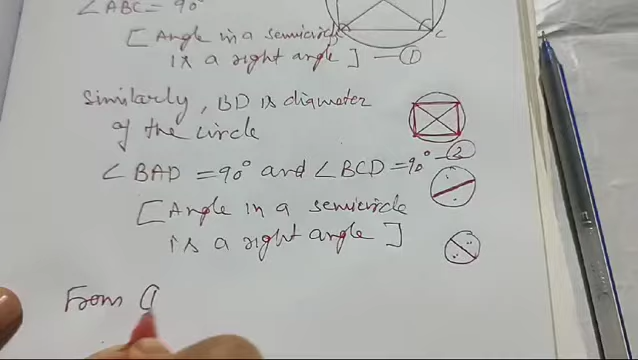 ∠ABC = 90°
[Angle in a semicircle
is a right angle] — ①
C
Similarly, BD is diameter
of the circle
∠BAD = 90° and ∠BCD = 90° — ②
[Angle in a semicircle
is a right angle]
From